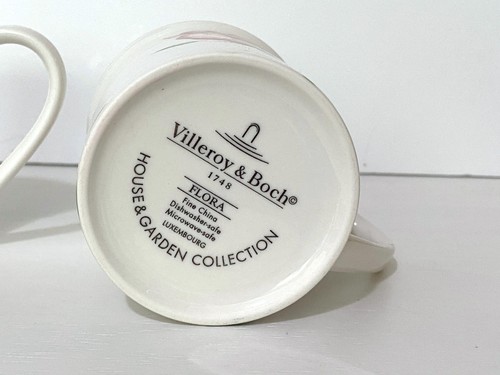 Villeroy & Boch©
1748
FLORA
Fine China
Dishwasher-safe
Microwave-safe
LUXEMBOURG
HOUSE & GARDEN COLLECTION